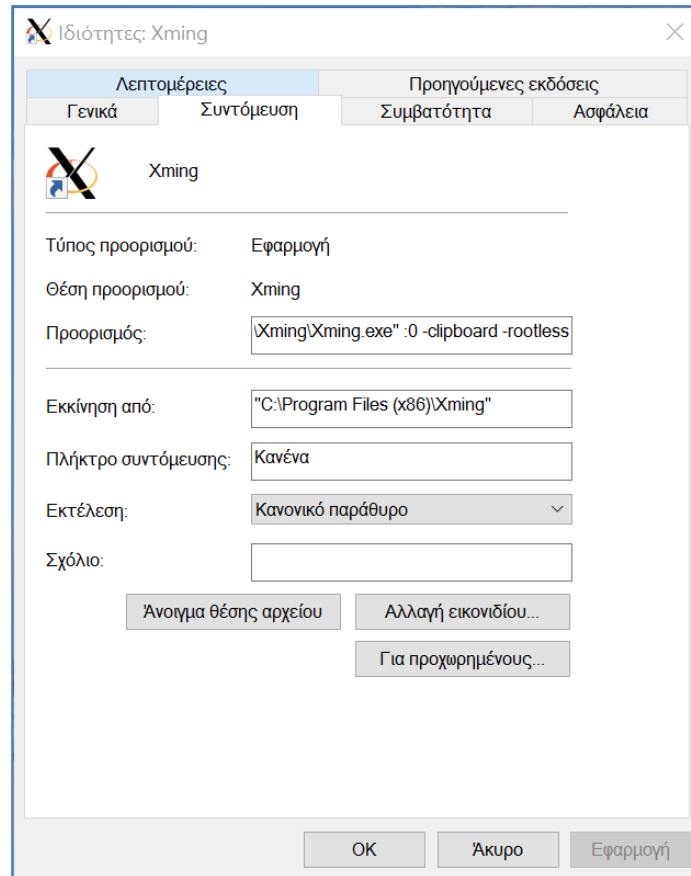 Ιδιότητες: Xming
Λεπτομέρειες Προηγούμενες εκδόσεις
Γενικά Συντόμευση Συμβατότητα Ασφάλεια
Xming
Τύπος προορισμού: Εφαρμογή
Θέση προορισμού: Xming
Προορισμός: \Xming\Xming.exe" :0 -clipboard -rootless
Εκκίνηση από: "C:\Program Files (x86)\Xming"
Πλήκτρο συντόμευσης: Κανένα
Εκτέλεση: Κανονικό παράθυρο
Σχόλιο:
Άνοιγμα θέσης αρχείου Αλλαγή εικονιδίου...
Για προχωρημένους...
OK Άκυρο Εφαρμογή